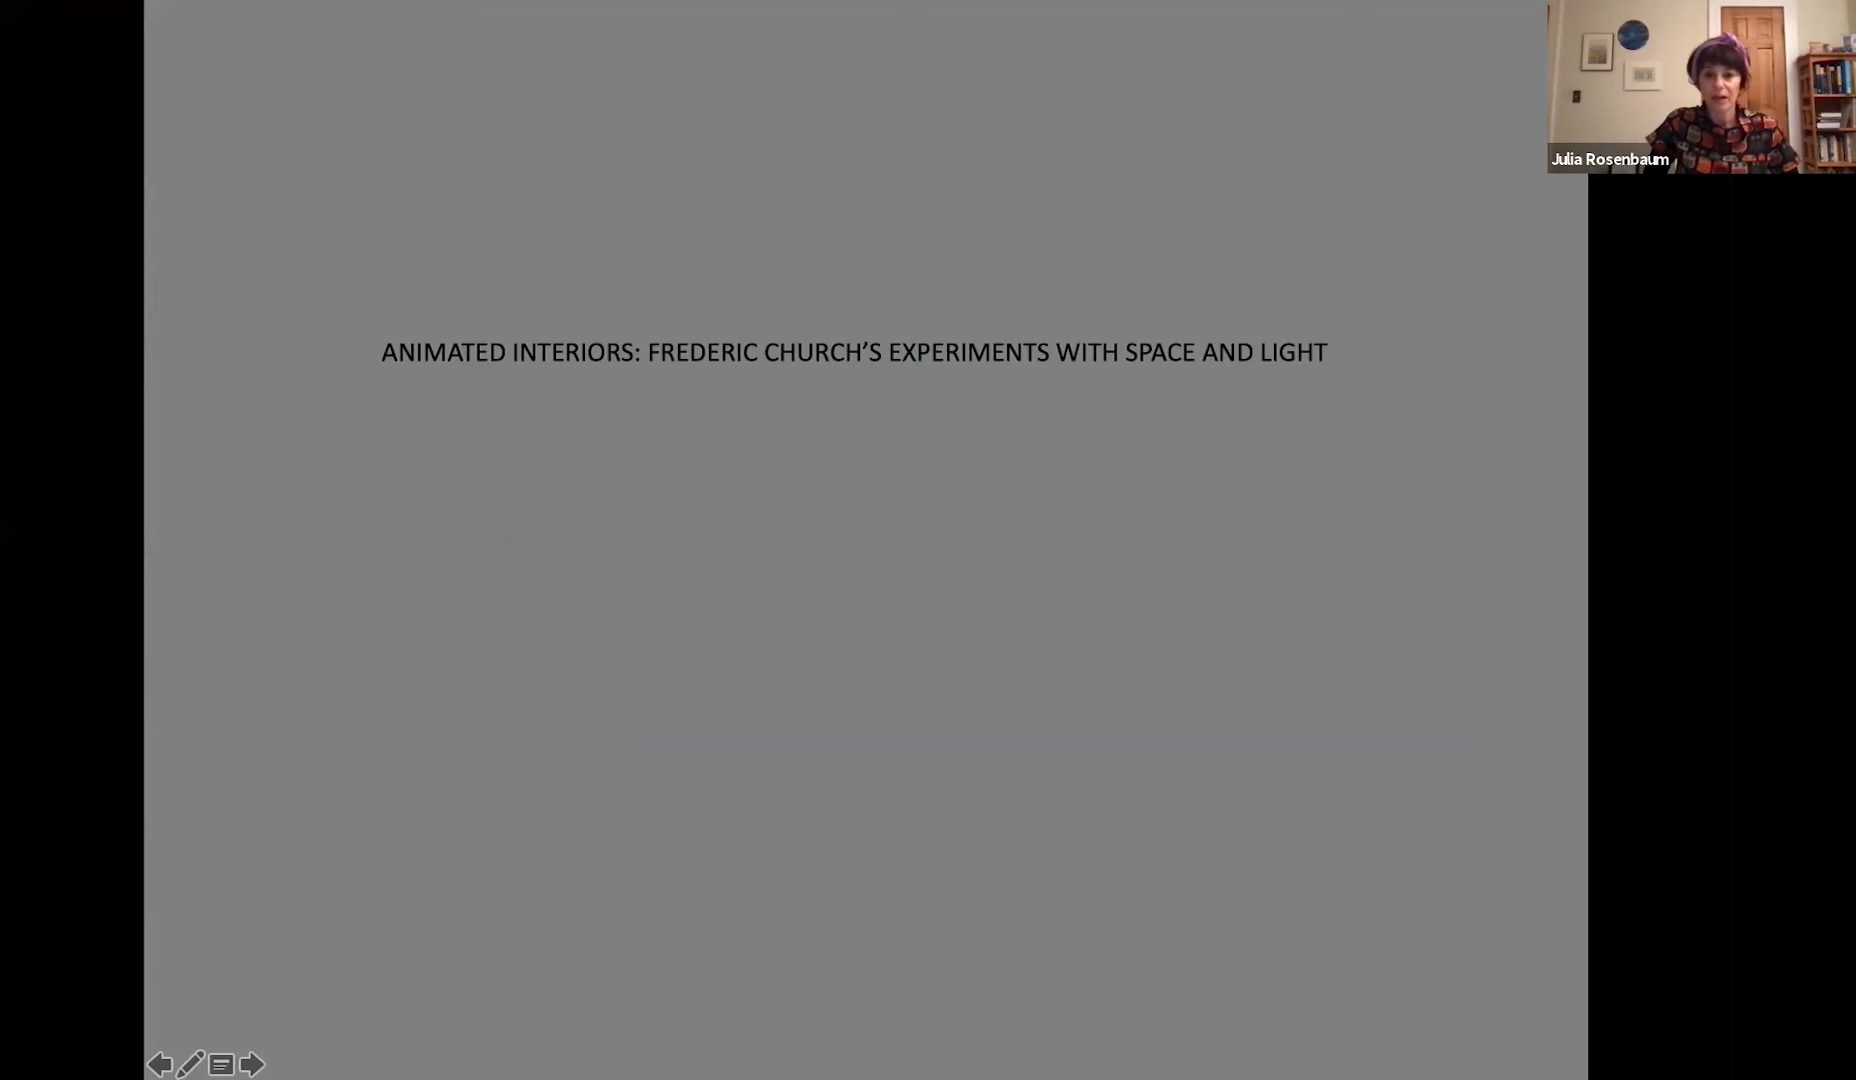 Julia Rosenbaum
ANIMATED INTERIORS: FREDERIC CHURCH’S EXPERIMENTS WITH SPACE AND LIGHT